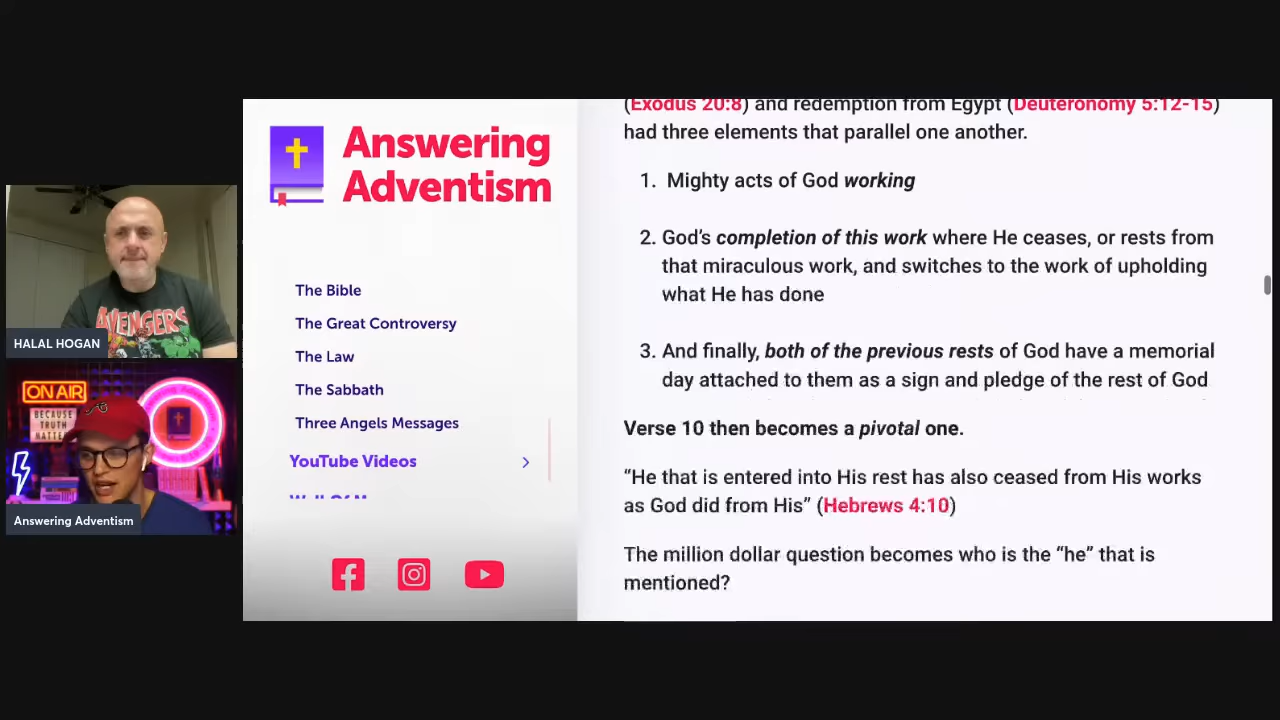 AVENGERS
HALAL HOGAN
ON AIR
BECAUSE
TRUTH
MATTE
Answering Adventism
Answering
Adventism
The Bible
The Great Controversy
The Law
The Sabbath
Three Angels Messages
YouTube Videos
(Exodus 20:8) and redemption from Egypt (Deuteronomy 5:12-15)
had three elements that parallel one another.
1. Mighty acts of God working
2. God's completion of this work where He ceases, or rests from
that miraculous work, and switches to the work of upholding
what He has done
3. And finally, both of the previous rests of God have a memorial
day attached to them as a sign and pledge of the rest of God
Verse 10 then becomes a pivotal one.
“He that is entered into His rest has also ceased from His works
as God did from His” (Hebrews 4:10)
The million dollar question becomes who is the “he” that is
mentioned?